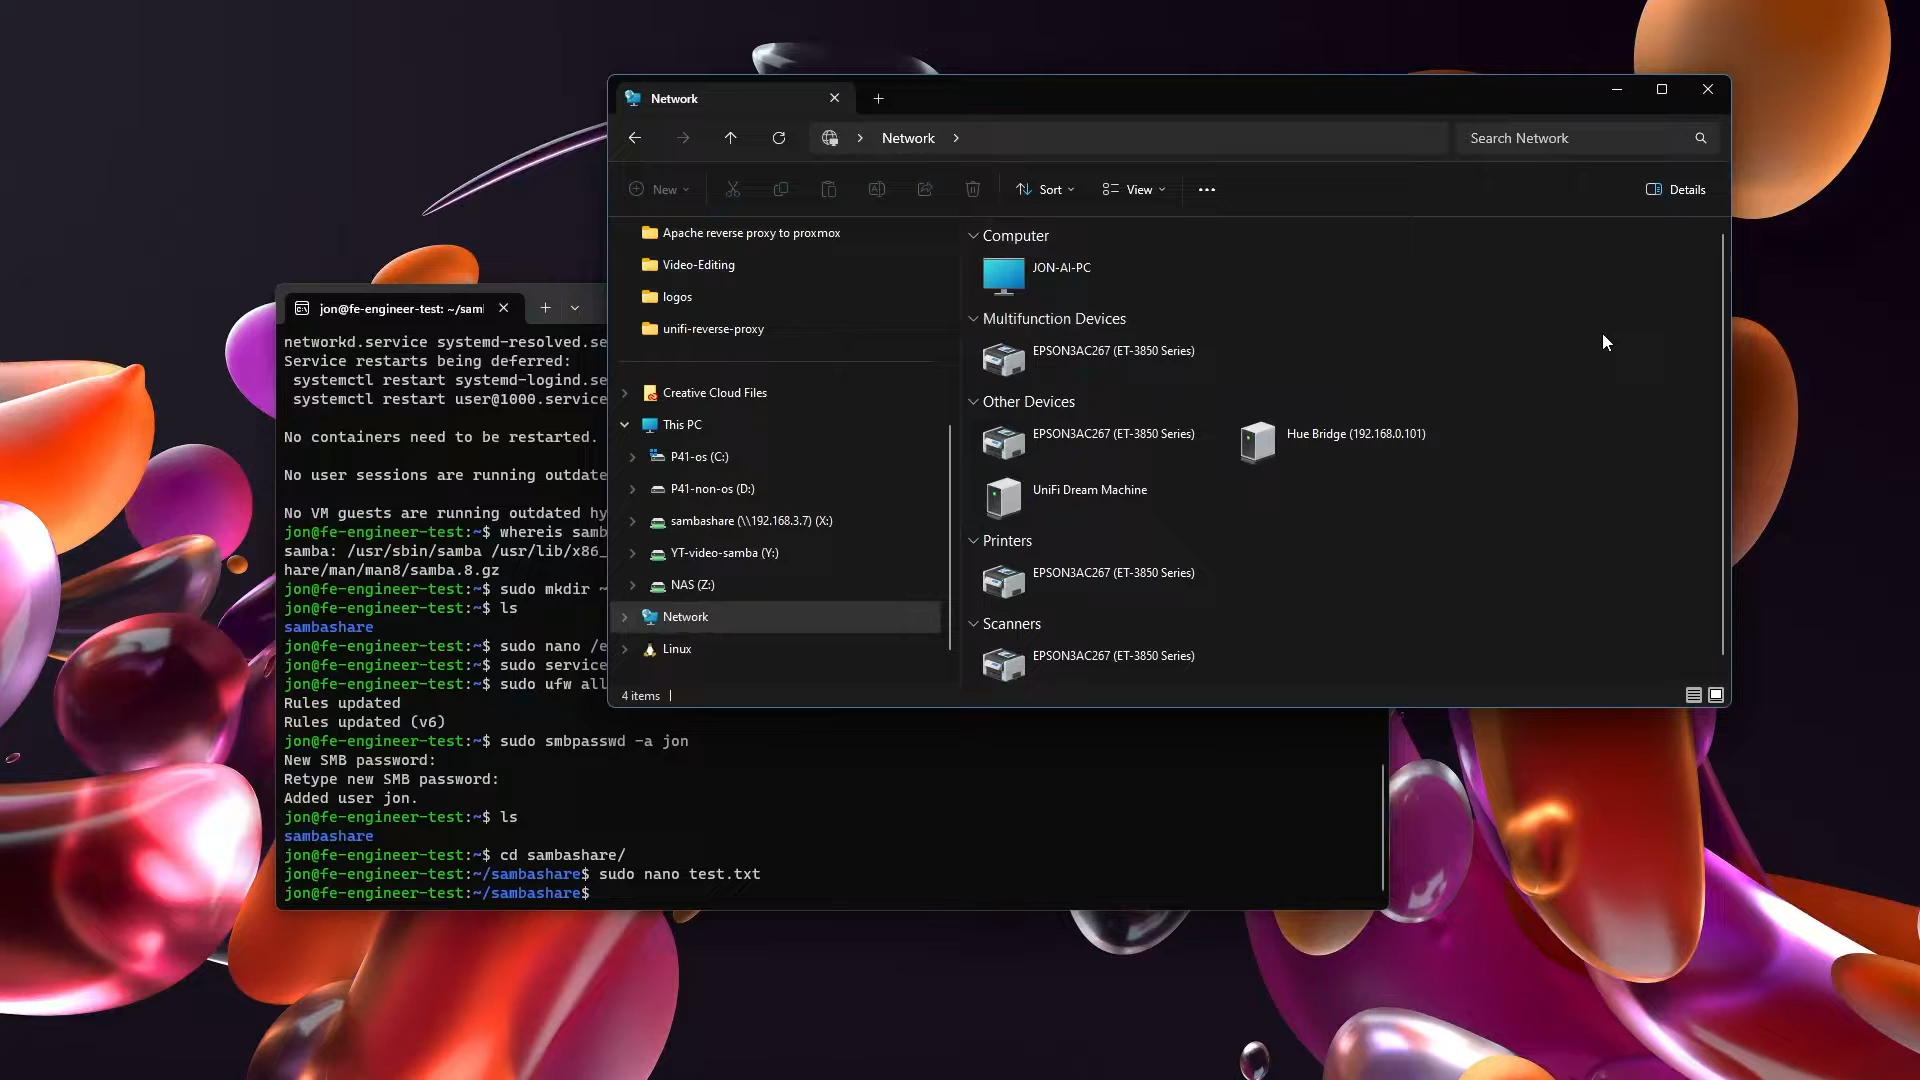 Network
Network
Search Network
New
Sort
View
Details
Apache reverse proxy to proxmox
Video-Editing
logos
unifi-reverse-proxy
Creative Cloud Files
This PC
P41-os (C:)
P41-non-os (D:)
sambashare (\\192.168.3.7) (X:)
YT-video-samba (Y:)
NAS (Z:)
Network
Linux
Computer
JON-AI-PC
Multifunction Devices
EPSON3AC267 (ET-3850 Series)
Other Devices
EPSON3AC267 (ET-3850 Series)
Hue Bridge (192.168.0.101)
UniFi Dream Machine
Printers
EPSON3AC267 (ET-3850 Series)
Scanners
EPSON3AC267 (ET-3850 Series)
4 items
jon@fe-engineer-test: ~/sam
networkd.service systemd-resolved.se
Service restarts being deferred:
systemctl restart systemd-logind.se
systemctl restart user@1000.service
No containers need to be restarted.
No user sessions are running outdate
No VM guests are running outdated hy
jon@fe-engineer-test:~$ whereis samb
samba: /usr/sbin/samba /usr/lib/x86_
hare/man/man8/samba.8.gz
jon@fe-engineer-test:~$ sudo mkdir ~
jon@fe-engineer-test:~$ ls
sambashare
jon@fe-engineer-test:~$ sudo nano /e
jon@fe-engineer-test:~$ sudo service
jon@fe-engineer-test:~$ sudo ufw all
Rules updated
Rules updated (v6)
jon@fe-engineer-test:~$ sudo smbpasswd -a jon
New SMB password:
Retype new SMB password:
Added user jon.
jon@fe-engineer-test:~$ ls
sambashare
jon@fe-engineer-test:~$ cd sambashare/
jon@fe-engineer-test:~/sambashare$ sudo nano test.txt
jon@fe-engineer-test:~/sambashare$